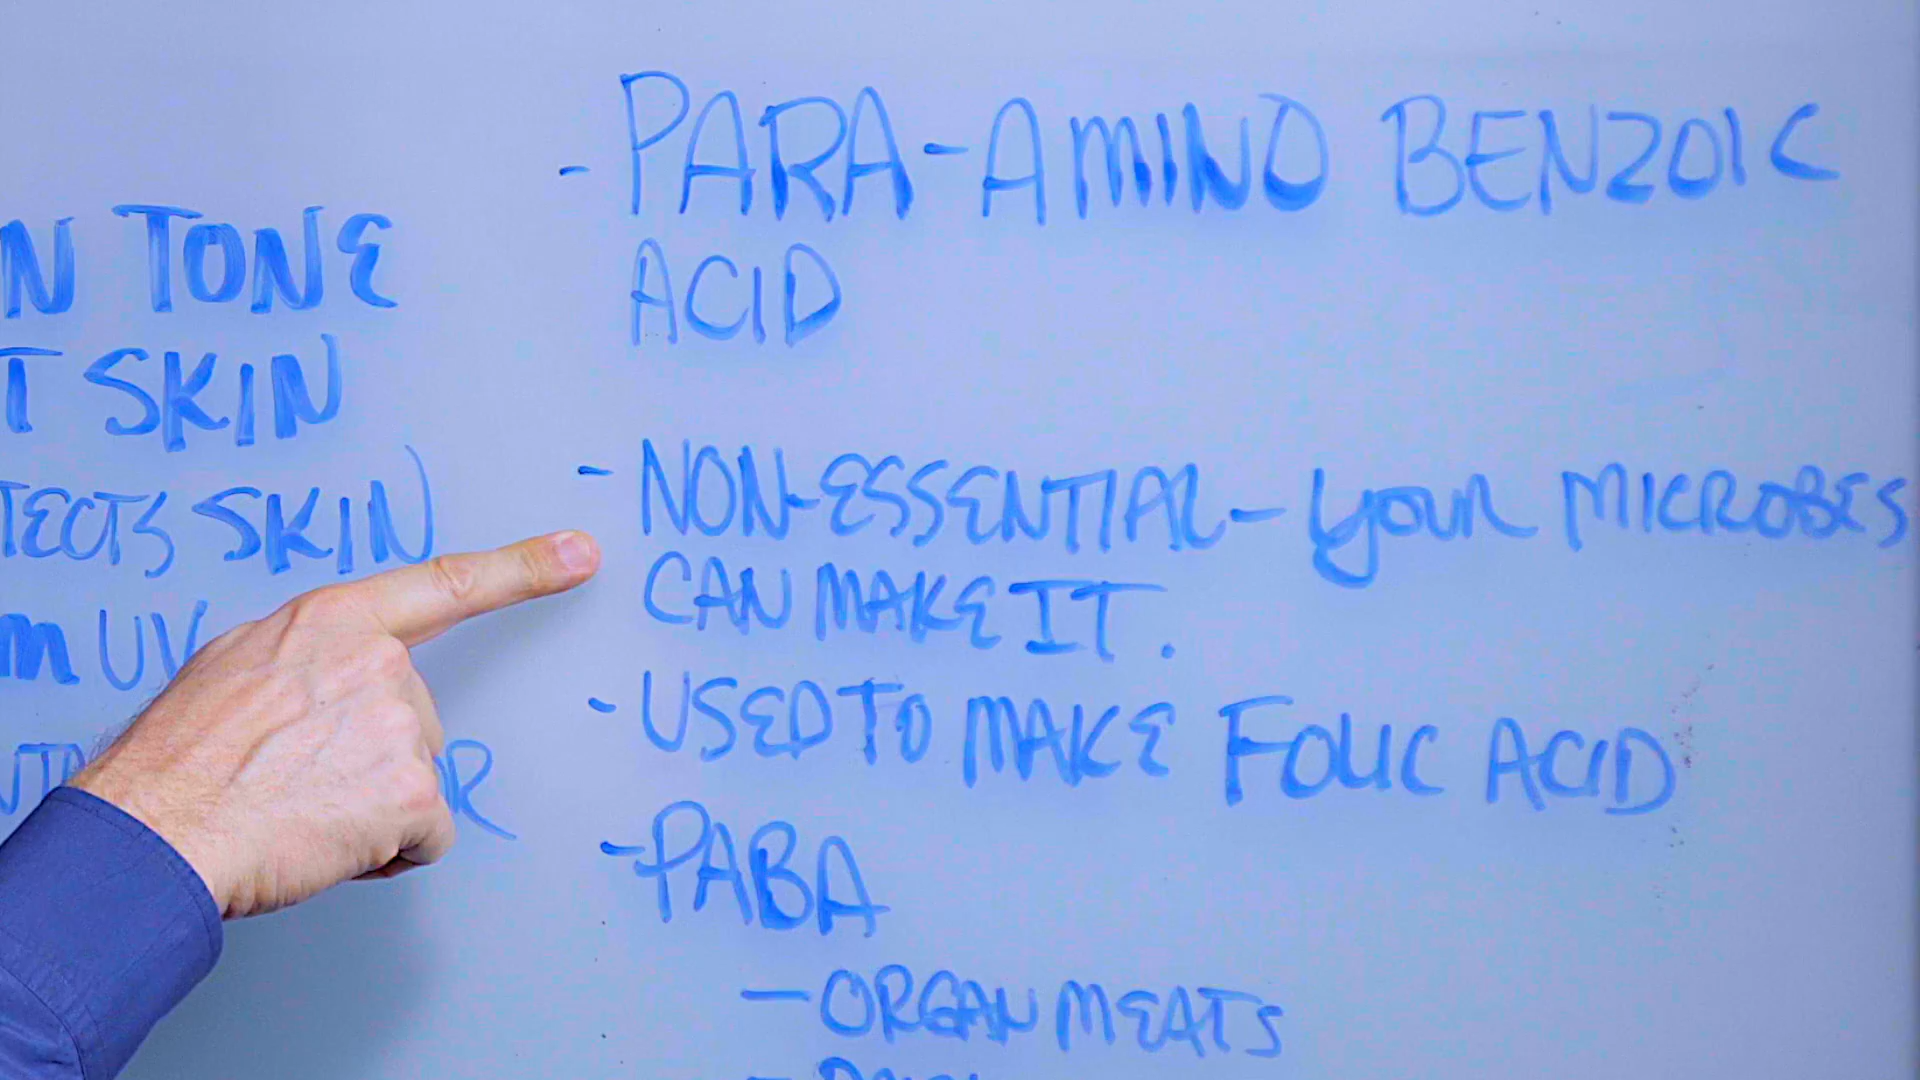 N TONE
T SKIN
TECTS SKIN
M UV
- PARA-AMINO BENZOIC
ACID
- NON-ESSENTIAL - YOUR MICROBES
CAN MAKE IT.
- USED TO MAKE FOLIC ACID
- PABA
- ORGAN MEATS